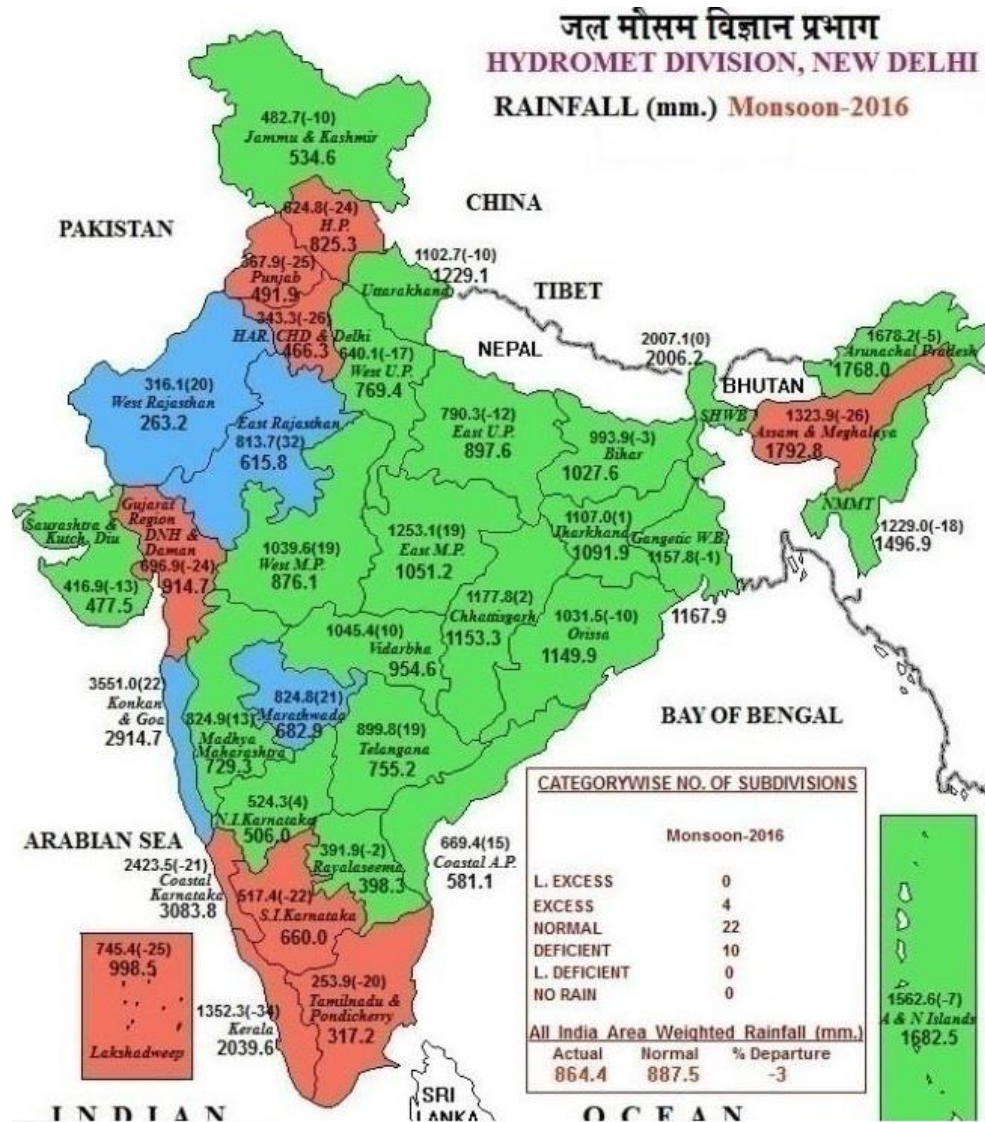 जल मौसम विज्ञान प्रभाग
HYDROMET DIVISION, NEW DELHI
RAINFALL (mm.) Monsoon-2016
482.7(-10)
Jammu & Kashmir
534.6
CHINA
PAKISTAN
624.8(-24)
H.P.
825.3
367.9(-25)
Punjab
491.9
1102.7(-10)
1229.1
Uttarakhand
TIBET
343.3(-26)
HAR. CHD & Delhi
466.3
NEPAL
640.1(-17)
West U.P.
769.4
2007.1(0)
2006.2
SHWB
BHUTAN
1678.2(-5)
Arunachal Pradesh
1768.0
316.1(20)
West Rajasthan
263.2
East Rajasthan
813.7(32)
615.8
790.3(-12)
East U.P.
897.6
993.9(-3)
Bihar
1027.6
1323.9(-26)
Assam & Meghalaya
1792.8
NMMT
1229.0(-18)
1496.9
Saurashtra &
Kutch, Diu
416.9(-13)
477.5
Gujarat
Region
DNH &
Daman
696.9(-24)
914.7
1039.6(19)
West M.P.
876.1
1253.1(19)
East M.P.
1051.2
1107.0(1)
Jharkhand
1091.9
Gangetic W.B.
1157.8(-1)
1167.9
1177.8(2)
Chhattisgarh
1153.3
1031.5(-10)
Orissa
1149.9
1045.4(10)
Vidarbha
954.6
3551.0(22)
Konkan
& Goa
2914.7
824.9(13)
Madhya
Maharashtra
729.3
824.8(21)
Marathwada
682.9
899.8(19)
Telangana
755.2
BAY OF BENGAL
524.3(4)
N.I.Karnataka
506.0
391.9(-2)
Rayalaseema
398.3
669.4(15)
Coastal A.P.
581.1
ARABIAN SEA
2423.5(-21)
Coastal
Karnataka
3083.8
517.4(-22)
S.I.Karnataka
660.0
745.4(-25)
998.5
Lakshadweep
1352.3(-34)
Kerala
2039.6
253.9(-20)
Tamilnadu &
Pondicherry
317.2
CATEGORYWISE NO. OF SUBDIVISIONS
Monsoon-2016
L. EXCESS 0
EXCESS 4
NORMAL 22
DEFICIENT 10
L. DEFICIENT 0
NO RAIN 0
All India Area Weighted Rainfall (mm.)
Actual Normal % Departure
864.4 887.5 -3
1562.6(-7)
A & N Islands
1682.5
SRI
LANKA
INDIAN OCEAN